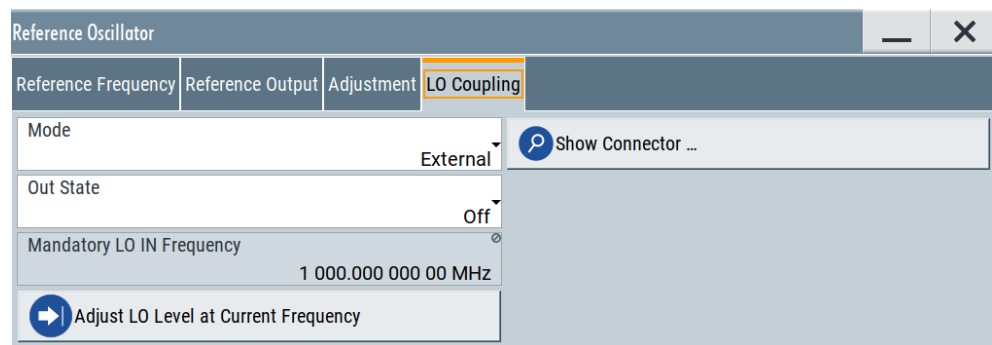 Reference Oscillator
Reference Frequency Reference Output Adjustment LO Coupling
Mode
External
Show Connector ...
Out State
Off
Mandatory LO IN Frequency
1 000.000 000 00 MHz
Adjust LO Level at Current Frequency